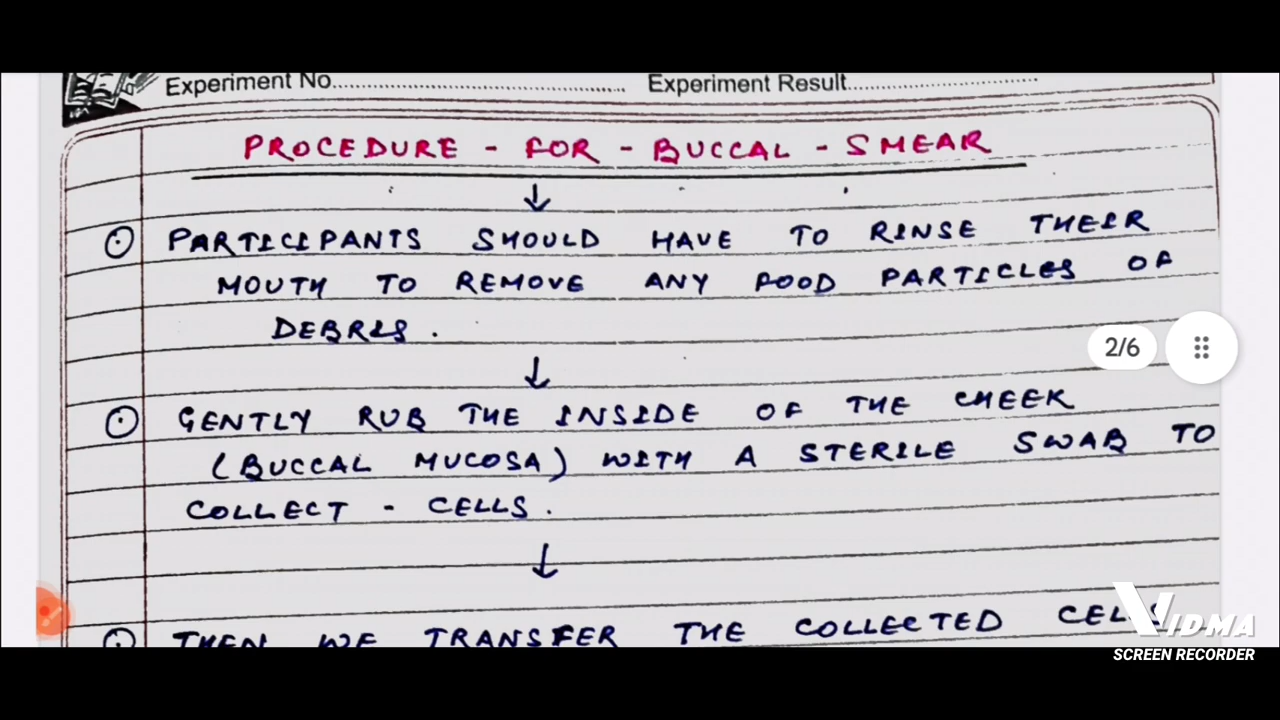 Experiment No............................................... Experiment Result...............................
PROCEDURE - FOR - BUCCAL - SMEAR
↓
PARTICIPANTS SHOULD HAVE TO RINSE THEIR
MOUTH TO REMOVE ANY FOOD PARTICLES OF
DEBRIS.
↓
2/6
GENTLY RUB THE INSIDE OF THE CHEEK
(BUCCAL MUCOSA) WITH A STERILE SWAB TO
COLLECT - CELLS.
↓
THEN WE TRANSFER THE COLLECTED CELLS
VIDMA
SCREEN RECORDER